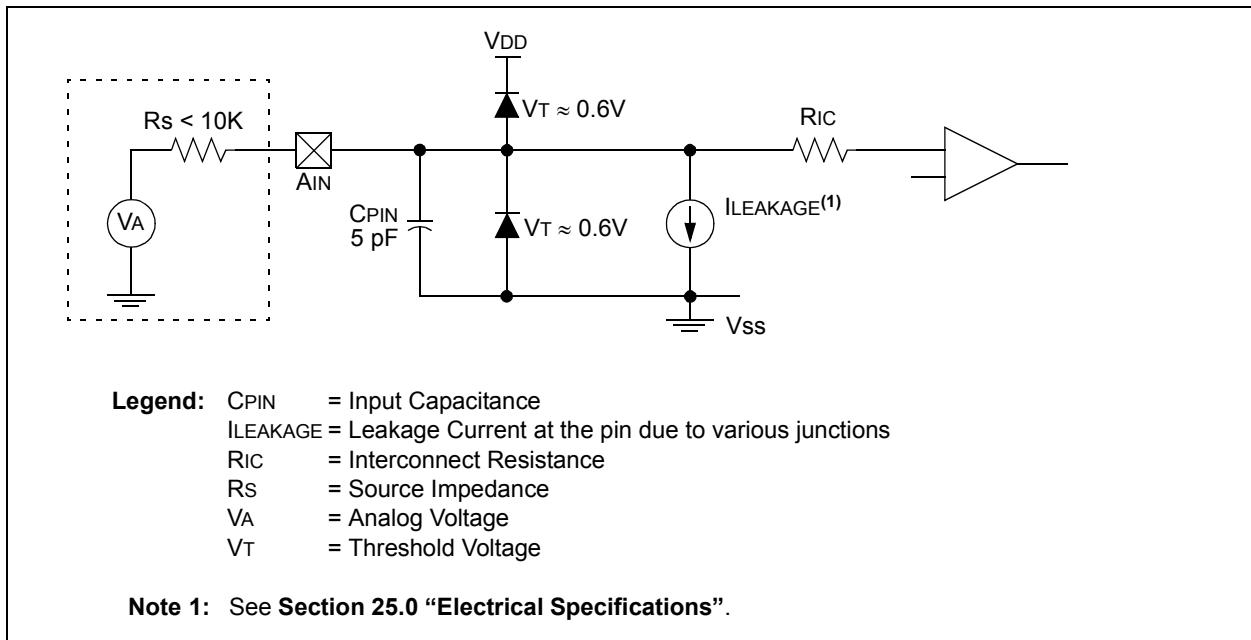 VDD
Rs < 10K
VT ≈ 0.6V
RIC
AIN
VA
CPIN
5 pF
VT ≈ 0.6V
ILEAKAGE(1)
Vss
Legend: CPIN = Input Capacitance
ILEAKAGE = Leakage Current at the pin due to various junctions
RIC = Interconnect Resistance
RS = Source Impedance
VA = Analog Voltage
VT = Threshold Voltage
Note 1: See Section 25.0 “Electrical Specifications”.